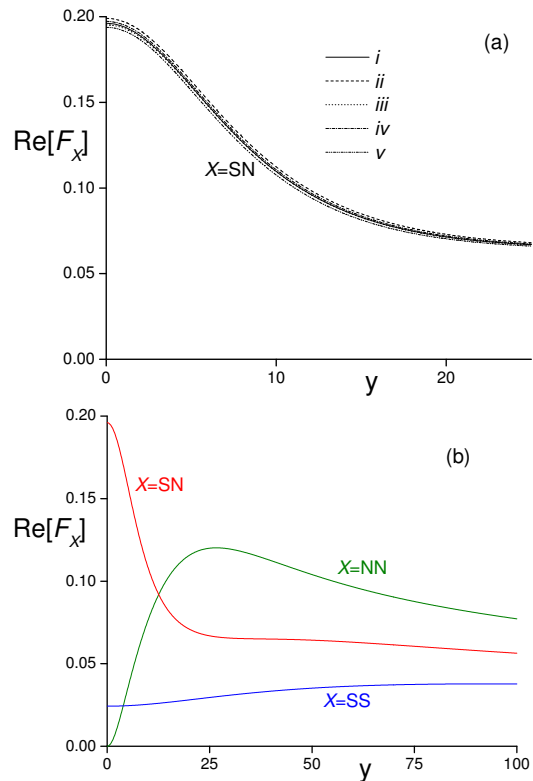 0.20
(a)
i
ii
0.15
iii
Re[F_X]
iv
X=SN
v
0.10
0.05
0.00
0
10
20
y
0.20
(b)
X=SN
0.15
Re[F_X]
X=NN
0.10
0.05
X=SS
0.00
0
25
50
75
100
y